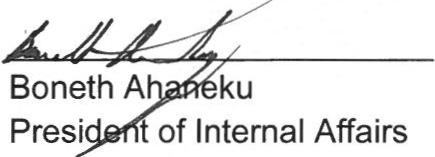 Boneth Ahaneku
President of Internal Affairs